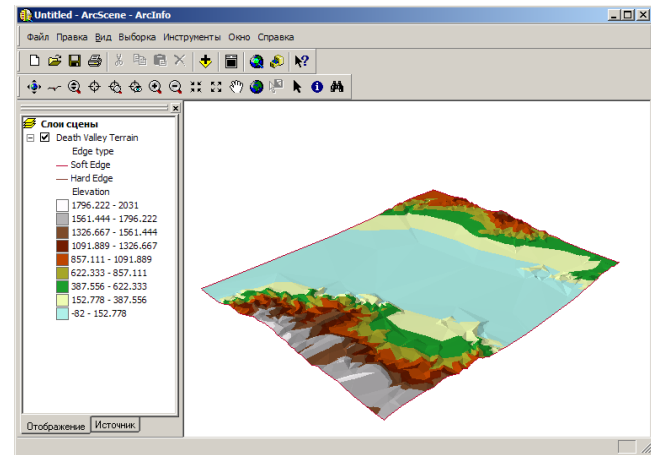 Untitled - ArcScene - ArcInfo
Файл Правка Вид Выборка Инструменты Окно Справка
Слои сцены
Death Valley Terrain
Edge type
Soft Edge
Hard Edge
Elevation
1796.222 - 2031
1561.444 - 1796.222
1326.667 - 1561.444
1091.889 - 1326.667
857.111 - 1091.889
622.333 - 857.111
387.556 - 622.333
152.778 - 387.556
-82 - 152.778
Отображение Источник